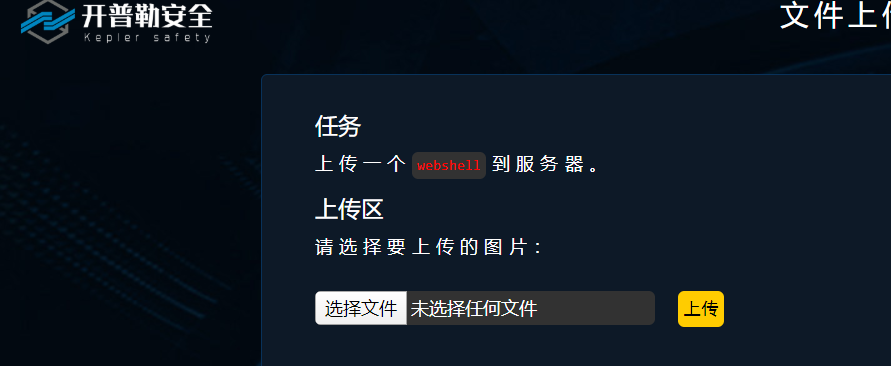 开普勒安全
Kepler safety
文件上传
任务
上传一个 webshell 到服务器。
上传区
请选择要上传的图片:
选择文件 未选择任何文件 上传